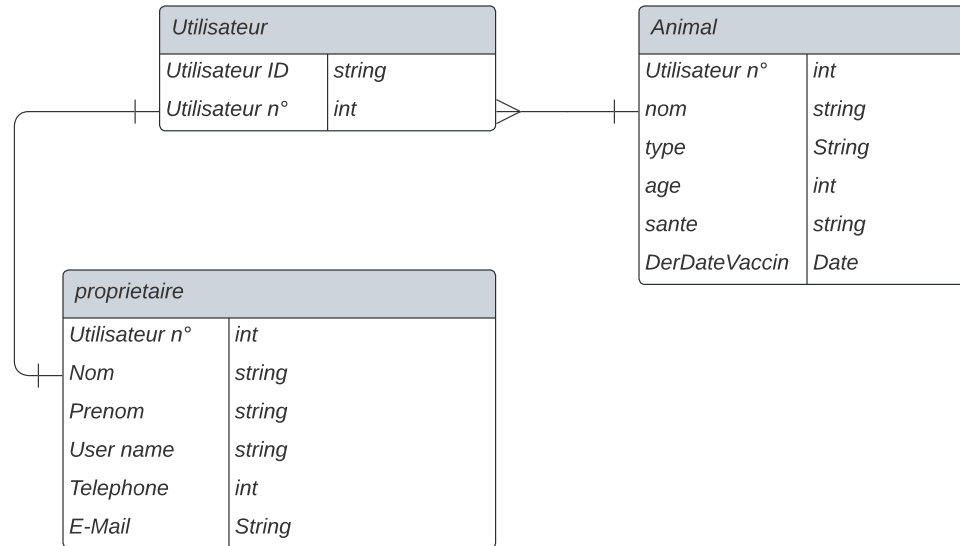 Utilisateur
Utilisateur ID string
Utilisateur n° int
Animal
Utilisateur n° int
nom string
type String
age int
sante string
DerDateVaccin Date
proprietaire
Utilisateur n° int
Nom string
Prenom string
User name string
Telephone int
E-Mail String